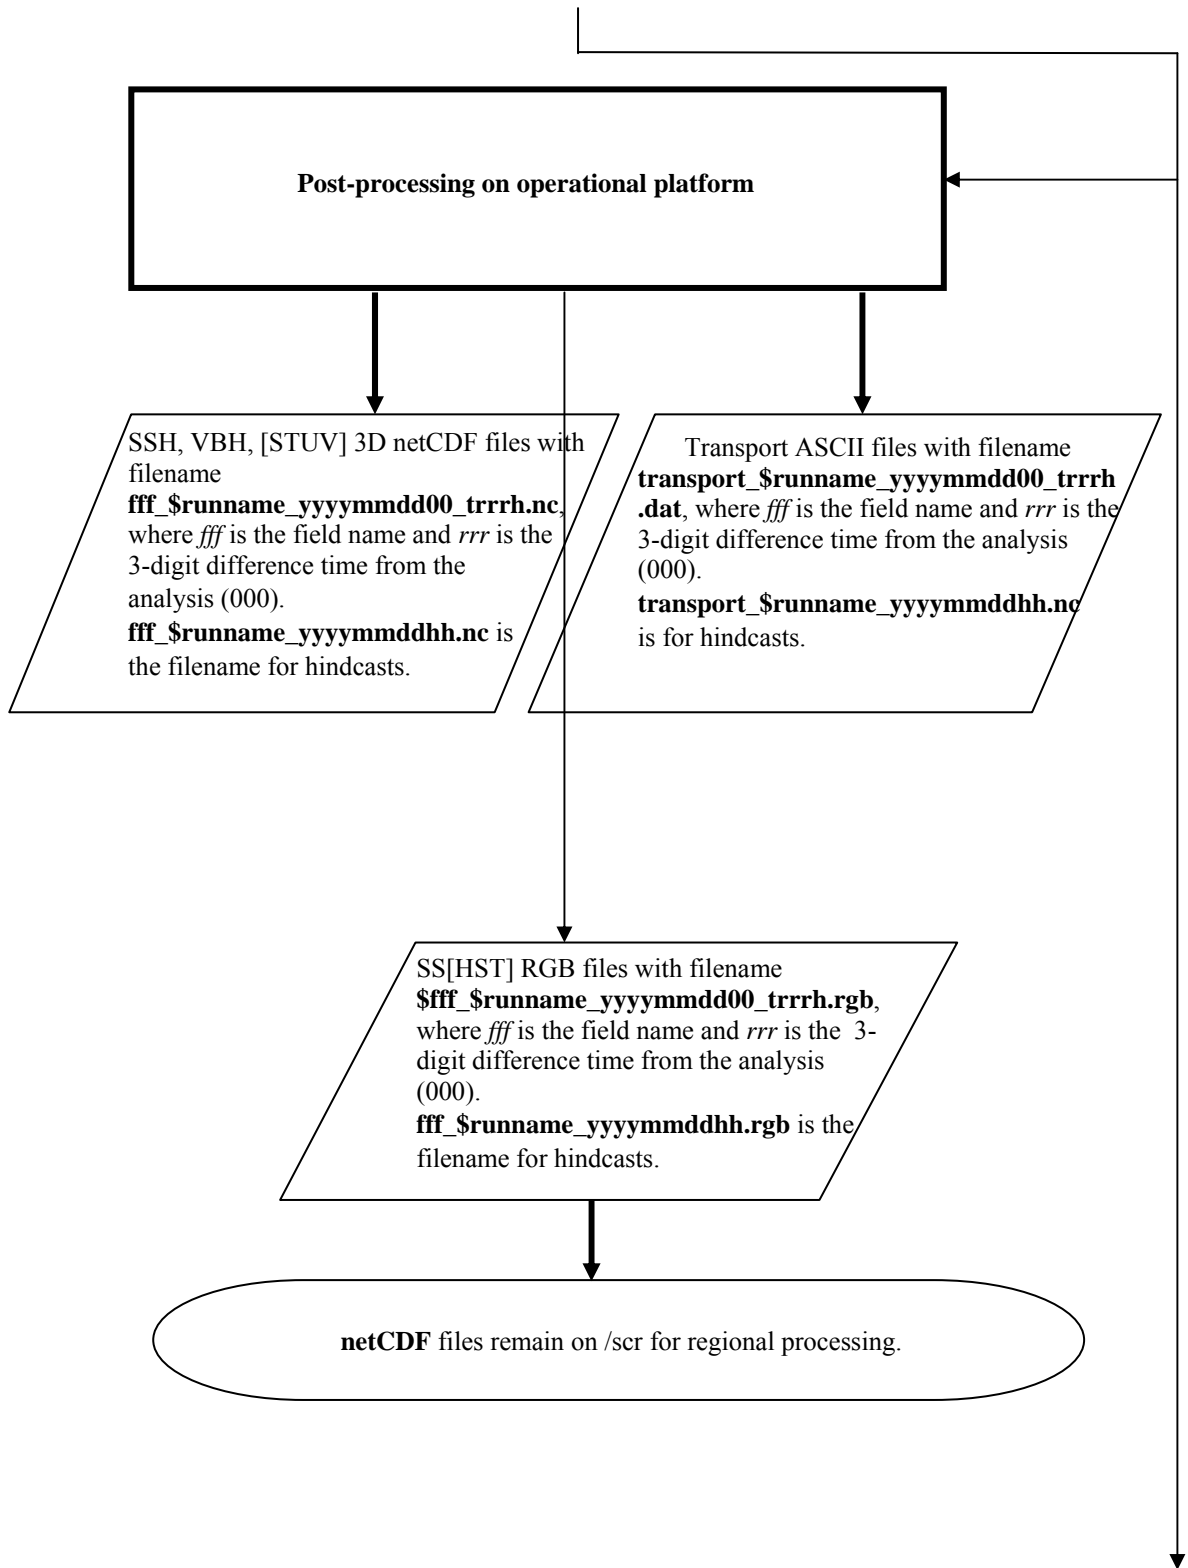 Post-processing on operational platform
SSH, VBH, [STUV] 3D netCDF files with
filename
fff_$runname_yyyymmdd00_trrrh.nc,
where fff is the field name and rrr is the
3-digit difference time from the
analysis (000).
fff_$runname_yyyymmddhh.nc is
the filename for hindcasts.
Transport ASCII files with filename
transport_$runname_yyyymmdd00_trrrh
.dat, where fff is the field name and rrr is the
3-digit difference time from the analysis
(000).
transport_$runname_yyyymmddhh.nc
is for hindcasts.
SS[HST] RGB files with filename
$fff_$runname_yyyymmdd00_trrrh.rgb,
where fff is the field name and rrr is the 3-
digit difference time from the analysis
(000).
fff_$runname_yyyymmddhh.rgb is the
filename for hindcasts.
netCDF files remain on /scr for regional processing.